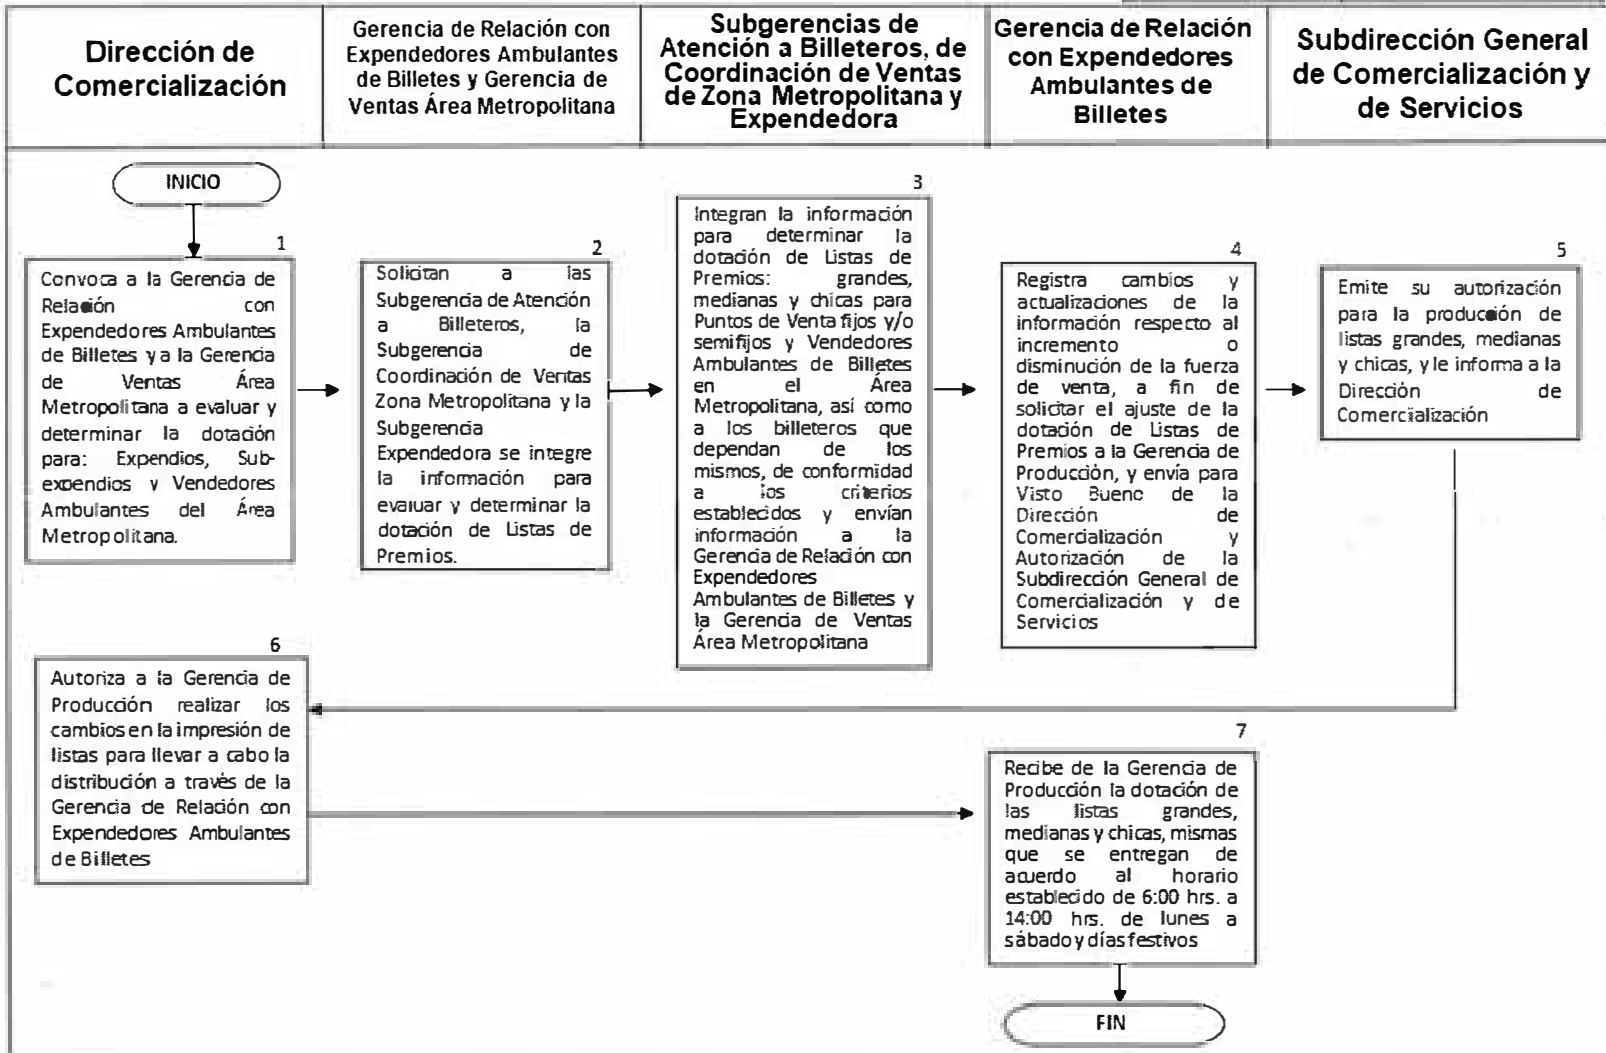 Dirección de
Comercialización
Gerencia de Relación con
Expendedores Ambulantes
de Billetes y Gerencia de
Ventas Área Metropolitana
Subgerencias de
Atención a Billeteros, de
Coordinación de Ventas
de Zona Metropolitana y
Expendedora
Gerencia de Relación
con Expendedores
Ambulantes de
Billetes
Subdirección General
de Comercialización y
de Servicios
INICIO
1
Convoca a la Gerencia de
Relación con
Expendedores Ambulantes
de Billetes y a la Gerencia
de Ventas Área
Metropolitana a evaluar y
determinar la dotación
para: Expendios, Sub-
expendios y Vendedores
Ambulantes del Área
Metropolitana.
2
Solicitan a las
Subgerencia de Atención
a Billeteros, la
Subgerencia de
Coordinación de Ventas
Zona Metropolitana y la
Subgerencia
Expendedora se integre
la información para
evaluar y determinar la
dotación de Listas de
Premios.
3
Integran la información
para determinar la
dotación de Listas de
Premios: grandes,
medianas y chicas para
Puntos de Venta fijos y/o
semifijos y Vendedores
Ambulantes de Billetes
en el Área
Metropolitana, así como
a los billeteros que
dependan de los
mismos, de conformidad
a los criterios
establecidos y envían
información a la
Gerencia de Relación con
Expendedores
Ambulantes de Billetes y
la Gerencia de Ventas
Área Metropolitana
4
Registra cambios y
actualizaciones de la
información respecto al
incremento o
disminución de la fuerza
de venta, a fin de
solicitar el ajuste de la
dotación de Listas de
Premios a la Gerencia de
Producción, y envía para
Visto Bueno de la
Dirección de
Comercialización y
Autorización de la
Subdirección General de
Comercialización y de
Servicios
5
Emite su autorización
para la producción de
listas grandes, medianas
y chicas, y le informa a la
Dirección de
Comercialización
6
Autoriza a la Gerencia de
Producción realizar los
cambios en la impresión de
listas para llevar a cabo la
distribución a través de la
Gerencia de Relación con
Expendedores Ambulantes
de Billetes
7
Recibe de la Gerencia de
Producción la dotación de
las listas grandes,
medianas y chicas, mismas
que se entregan de
acuerdo al horario
establecido de 6:00 hrs. a
14:00 hrs. de lunes a
sábado y días festivos
FIN